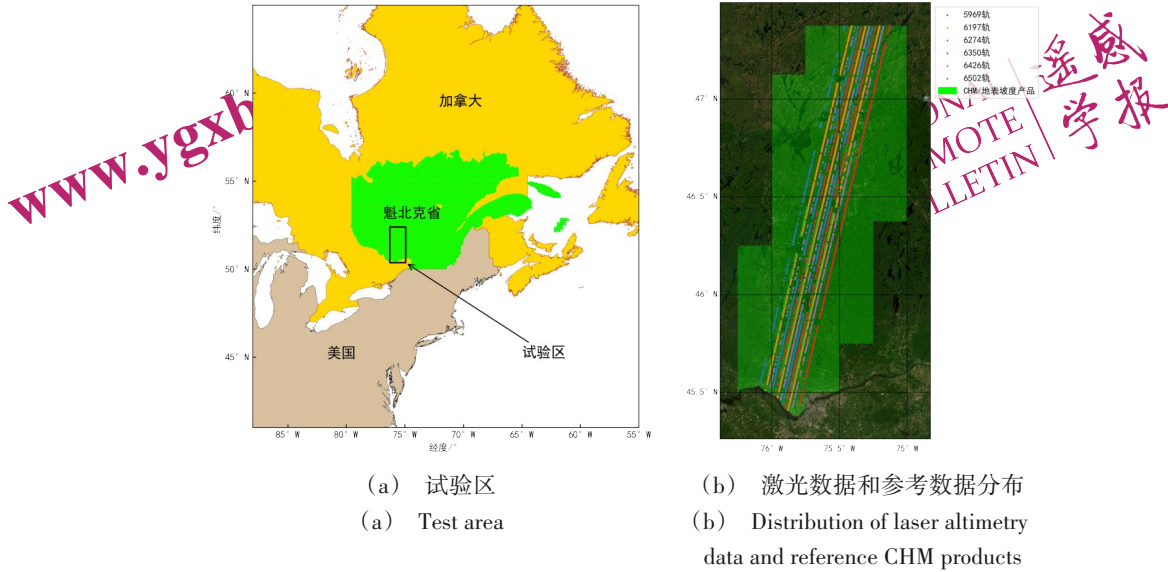 加拿大
魁北克省
美国
试验区
60° N
55° N
50° N
45° N
纬度/°
85° W
80° W
75° W
70° W
65° W
60° W
55° W
经度/°
5969轨
6197轨
6274轨
6350轨
6426轨
6502轨
CHM/地表坡度产品
47° N
46.5° N
46° N
45.5° N
76° W
75.5° W
75° W
www.ygxb
遥感
学报
MOTE
LLETIN
(a) 试验区
(a) Test area
(b) 激光数据和参考数据分布
(b) Distribution of laser altimetry
data and reference CHM products